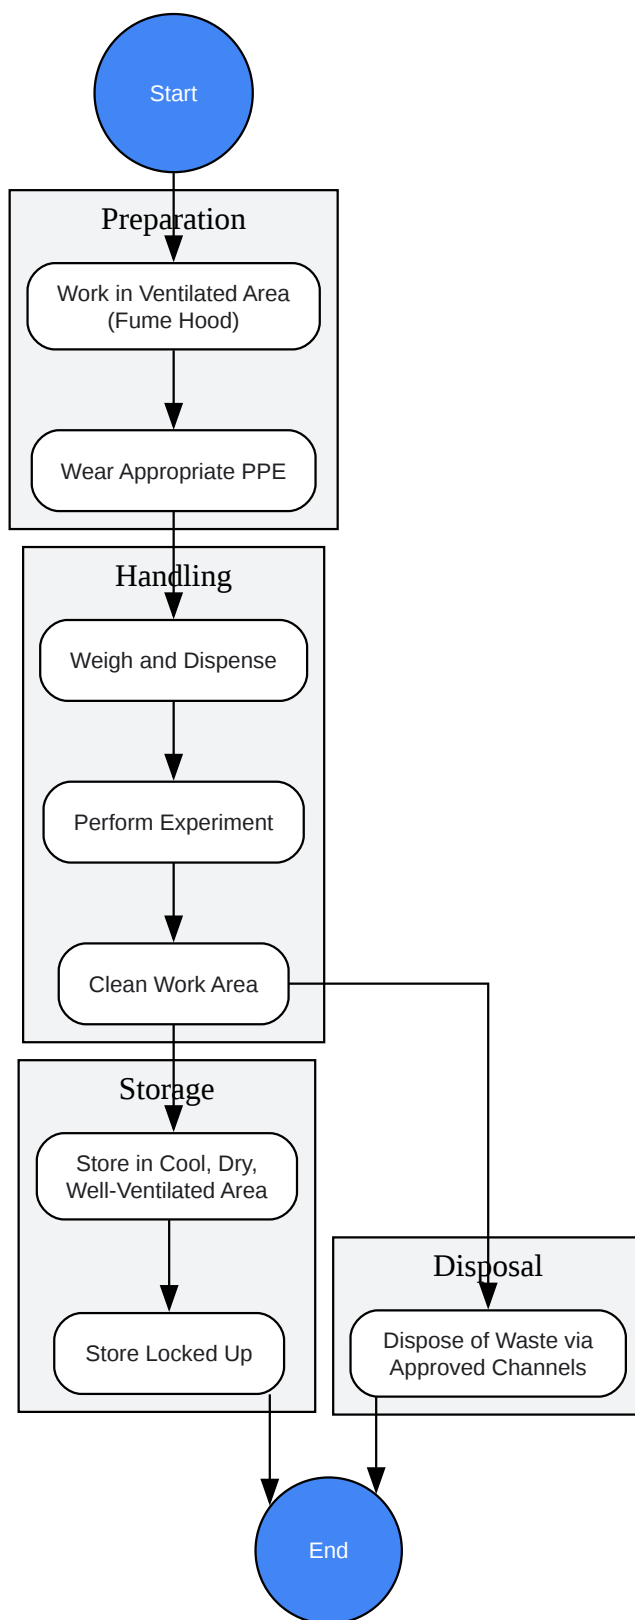 Start
Preparation
Work in Ventilated Area
(Fume Hood)
Wear Appropriate PPE
Handling
Weigh and Dispense
Perform Experiment
Clean Work Area
Storage
Store in Cool, Dry,
Well-Ventilated Area
Store Locked Up
Disposal
Dispose of Waste via
Approved Channels
End